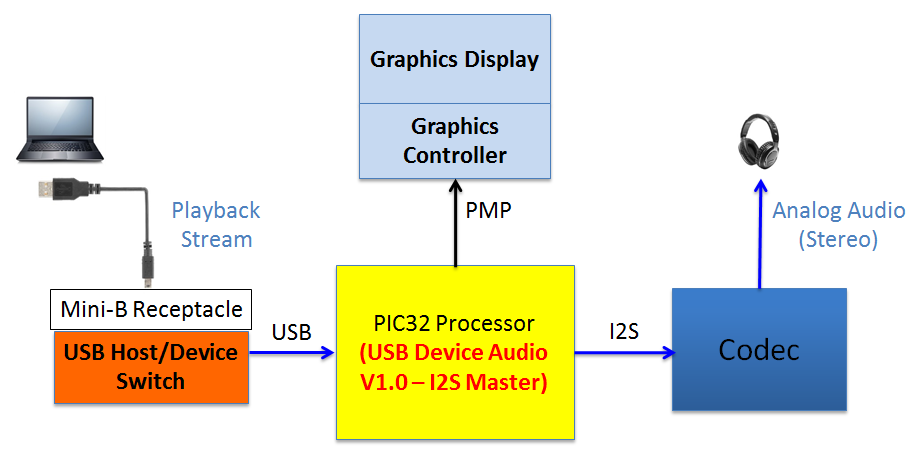 Graphics Display
Graphics
Controller
Playback
Stream
PMP
Analog Audio
(Stereo)
Mini-B Receptacle
USB Host/Device
Switch
USB
PIC32 Processor
(USB Device Audio
V1.0 – I2S Master)
I2S
Codec